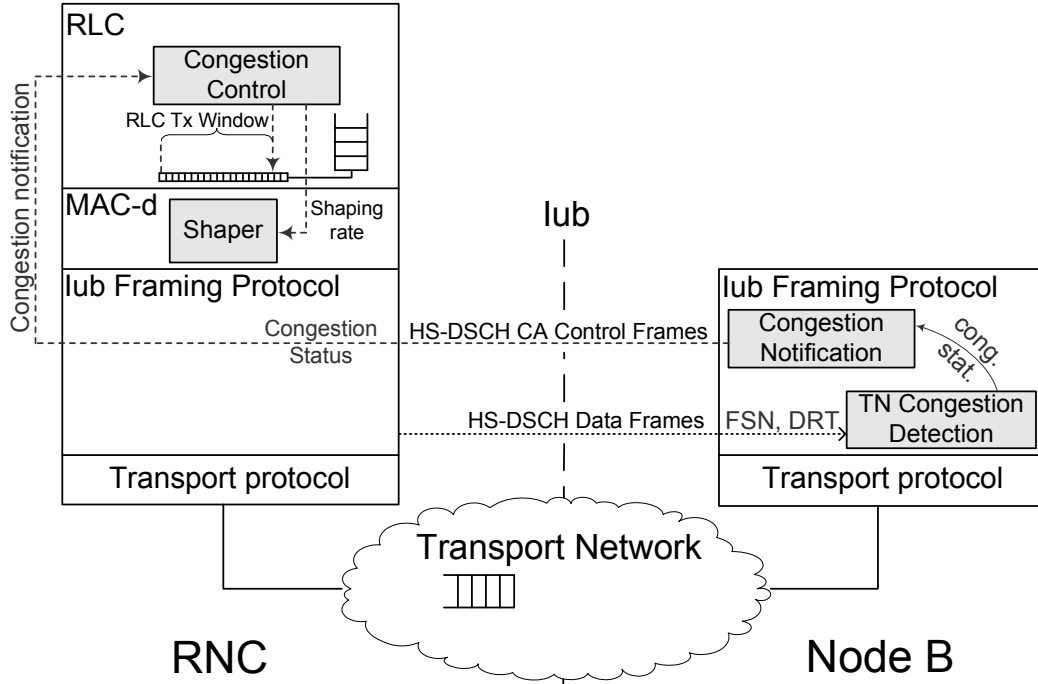 RLC
Congestion
Control
RLC Tx Window
Congestion notification
MAC-d
Shaper
Shaping
rate
Iub
Iub Framing Protocol
Iub Framing Protocol
Congestion
Status
HS-DSCH CA Control Frames
Congestion
Notification
cong.
stat.
HS-DSCH Data Frames
FSN, DRT
TN Congestion
Detection
Transport protocol
Transport protocol
Transport Network
RNC
Node B